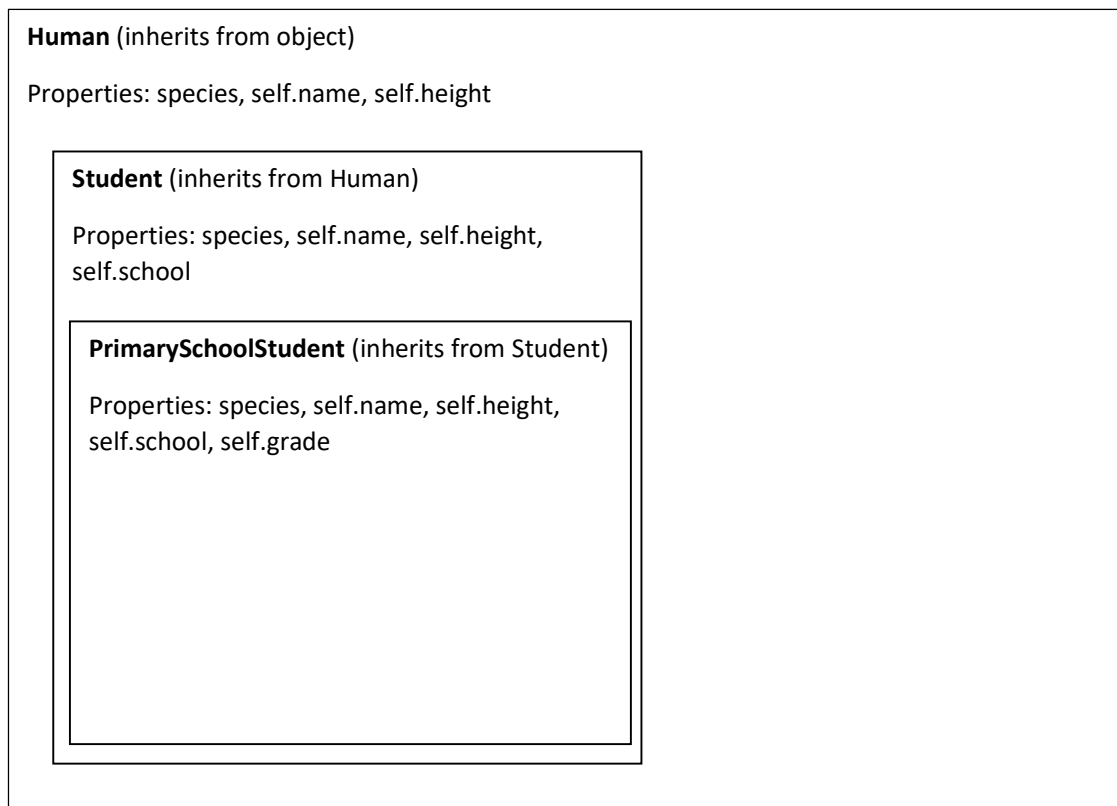 Human (inherits from object)
Properties: species, self.name, self.height
Student (inherits from Human)
Properties: species, self.name, self.height,
self.school
PrimarySchoolStudent (inherits from Student)
Properties: species, self.name, self.height,
self.school, self.grade